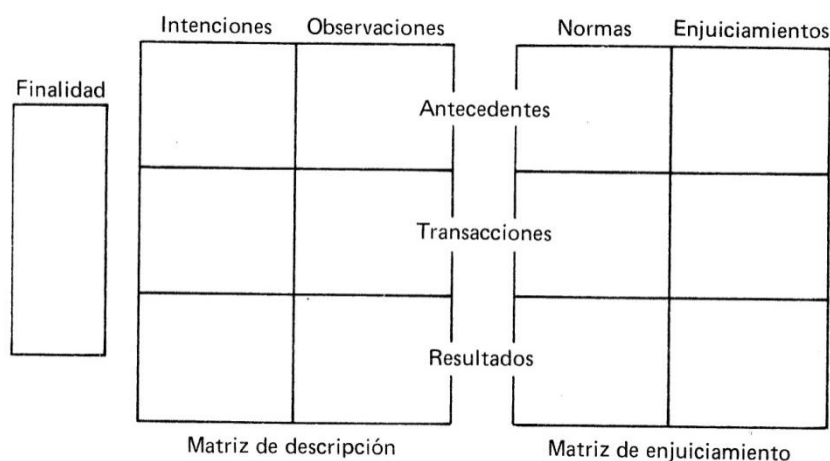 Intenciones Observaciones Normas Enjuiciamientos
Finalidad
Antecedentes
Transacciones
Resultados
Matriz de descripción Matriz de enjuiciamiento